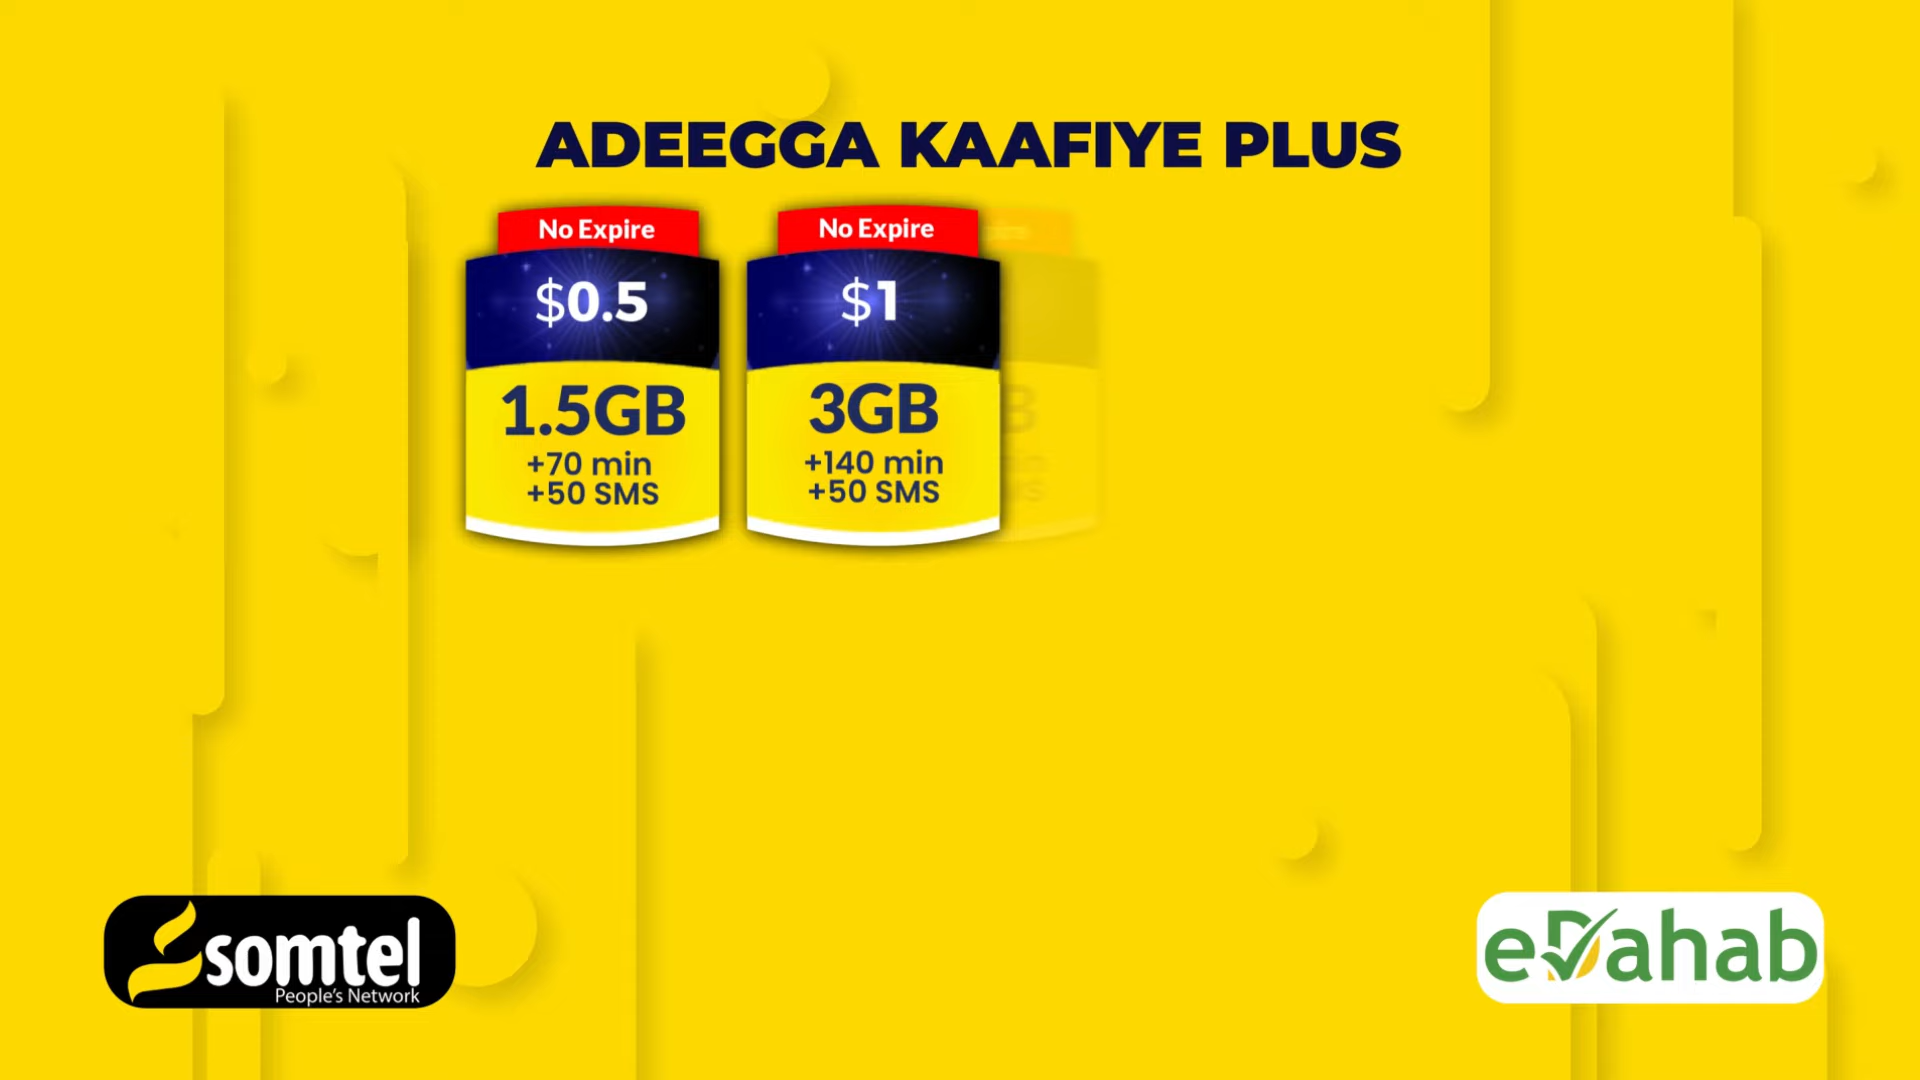 ADEEGGA KAAFIYE PLUS
No Expire
$0.5
1.5GB
+70 min
+50 SMS
No Expire
$1
3GB
+140 min
+50 SMS
somtel
People's Network
eDahab